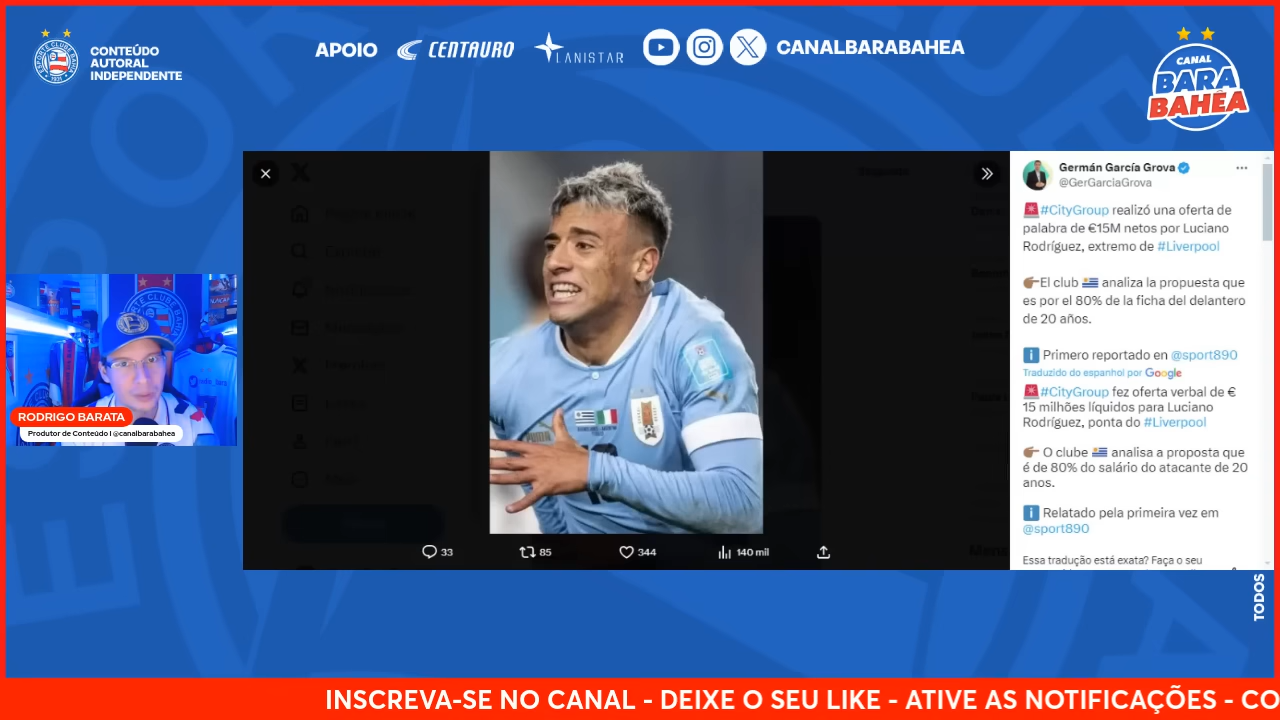 CONTEÚDO
AUTORAL
INDEPENDENTE
APOIO
CENTAURO
LANISTAR
CANALBARABAHEA
CANAL
BARA
BAHÊA
Germán García Grova
@GerGarciaGrova
#CityGroup realizó una oferta de
palabra de €15M netos por Luciano
Rodríguez, extremo de #Liverpool
El club analiza la propuesta que
es por el 80% de la ficha del delantero
de 20 años.
Primero reportado en @sport890
Traduzido do espanhol por Google
#CityGroup fez oferta verbal de €
15 milhões líquidos para Luciano
Rodríguez, ponta do #Liverpool
O clube analisa a proposta que
é de 80% do salário do atacante de 20
anos.
Relatado pela primeira vez em
@sport890
Essa tradução está exata? Faça o seu
33
85
344
140 mil
RODRIGO BARATA
Produtor de Conteúdo I @canalbarabahea
TODOS
INSCREVA-SE NO CANAL - DEIXE O SEU LIKE - ATIVE AS NOTIFICAÇÕES - CO